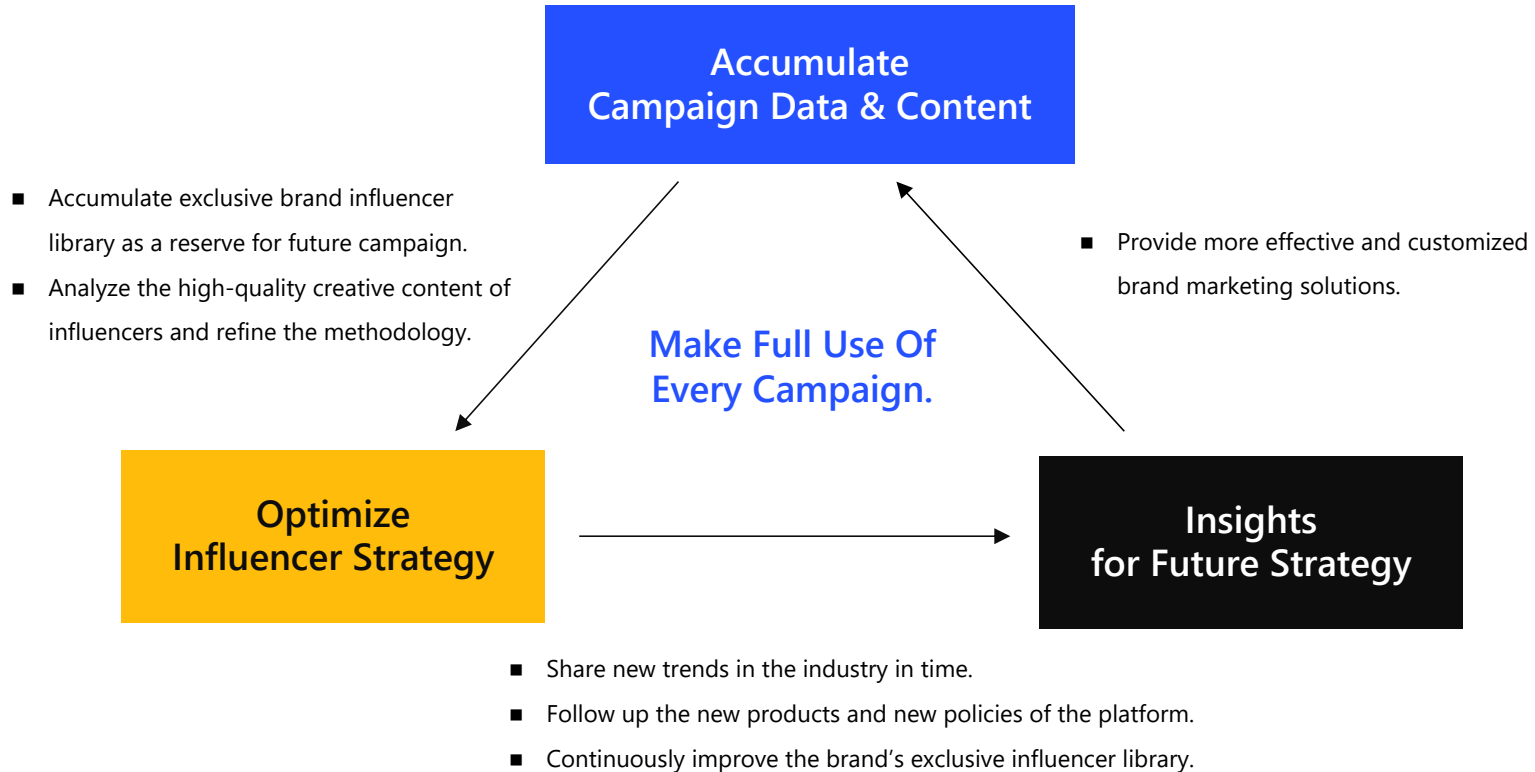 Accumulate
Campaign Data & Content
■ Accumulate exclusive brand influencer
library as a reserve for future campaign.
■ Analyze the high-quality creative content of
influencers and refine the methodology.
■ Provide more effective and customized
brand marketing solutions.
Make Full Use Of
Every Campaign.
Optimize
Influencer Strategy
Insights
for Future Strategy
■ Share new trends in the industry in time.
■ Follow up the new products and new policies of the platform.
■ Continuously improve the brand’s exclusive influencer library.